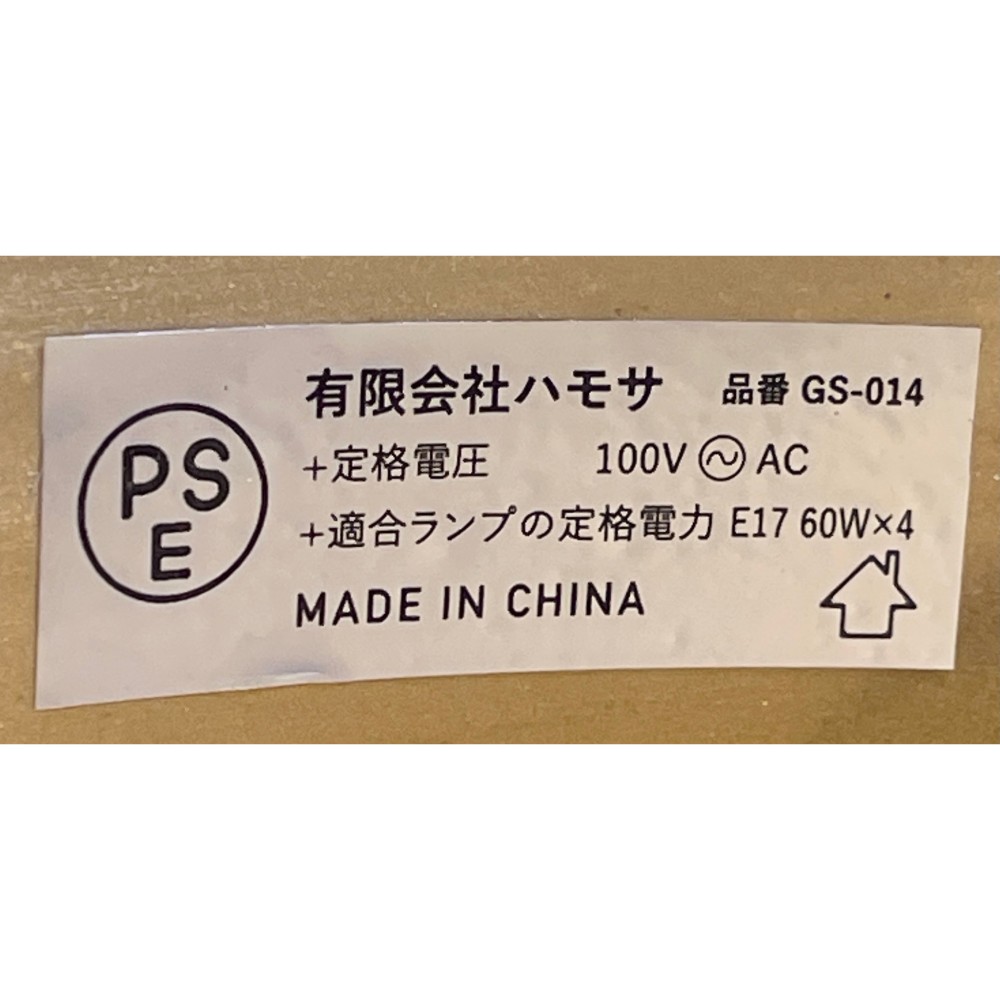 PS
E
有限会社ハモサ 品番 GS-014
+定格電圧 100V AC
+適合ランプの定格電力 E17 60W×4
MADE IN CHINA